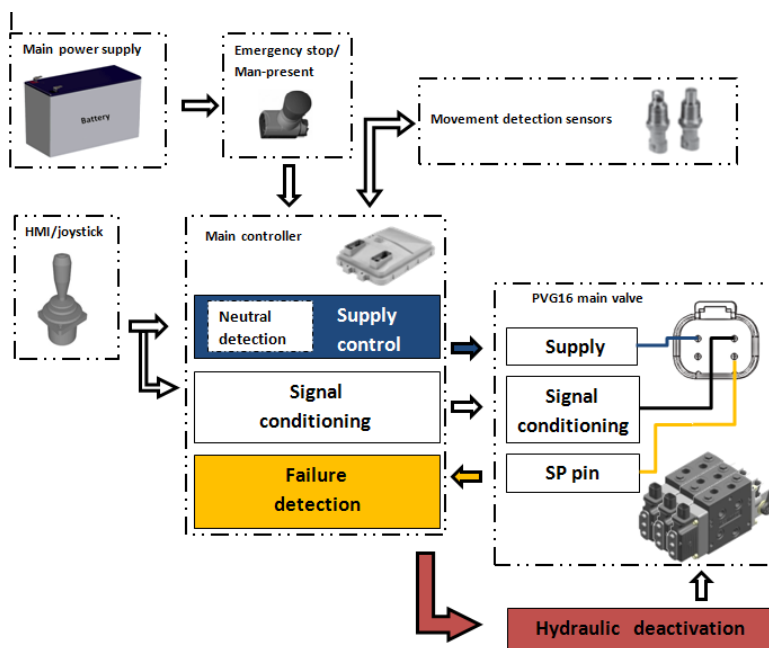 Main power supply
Battery
Emergency stop/
Man-present
Movement detection sensors
HMI/joystick
Main controller
Neutral
detection
Supply
control
Signal
conditioning
Failure
detection
PVG16 main valve
Supply
Signal
conditioning
SP pin
Hydraulic deactivation